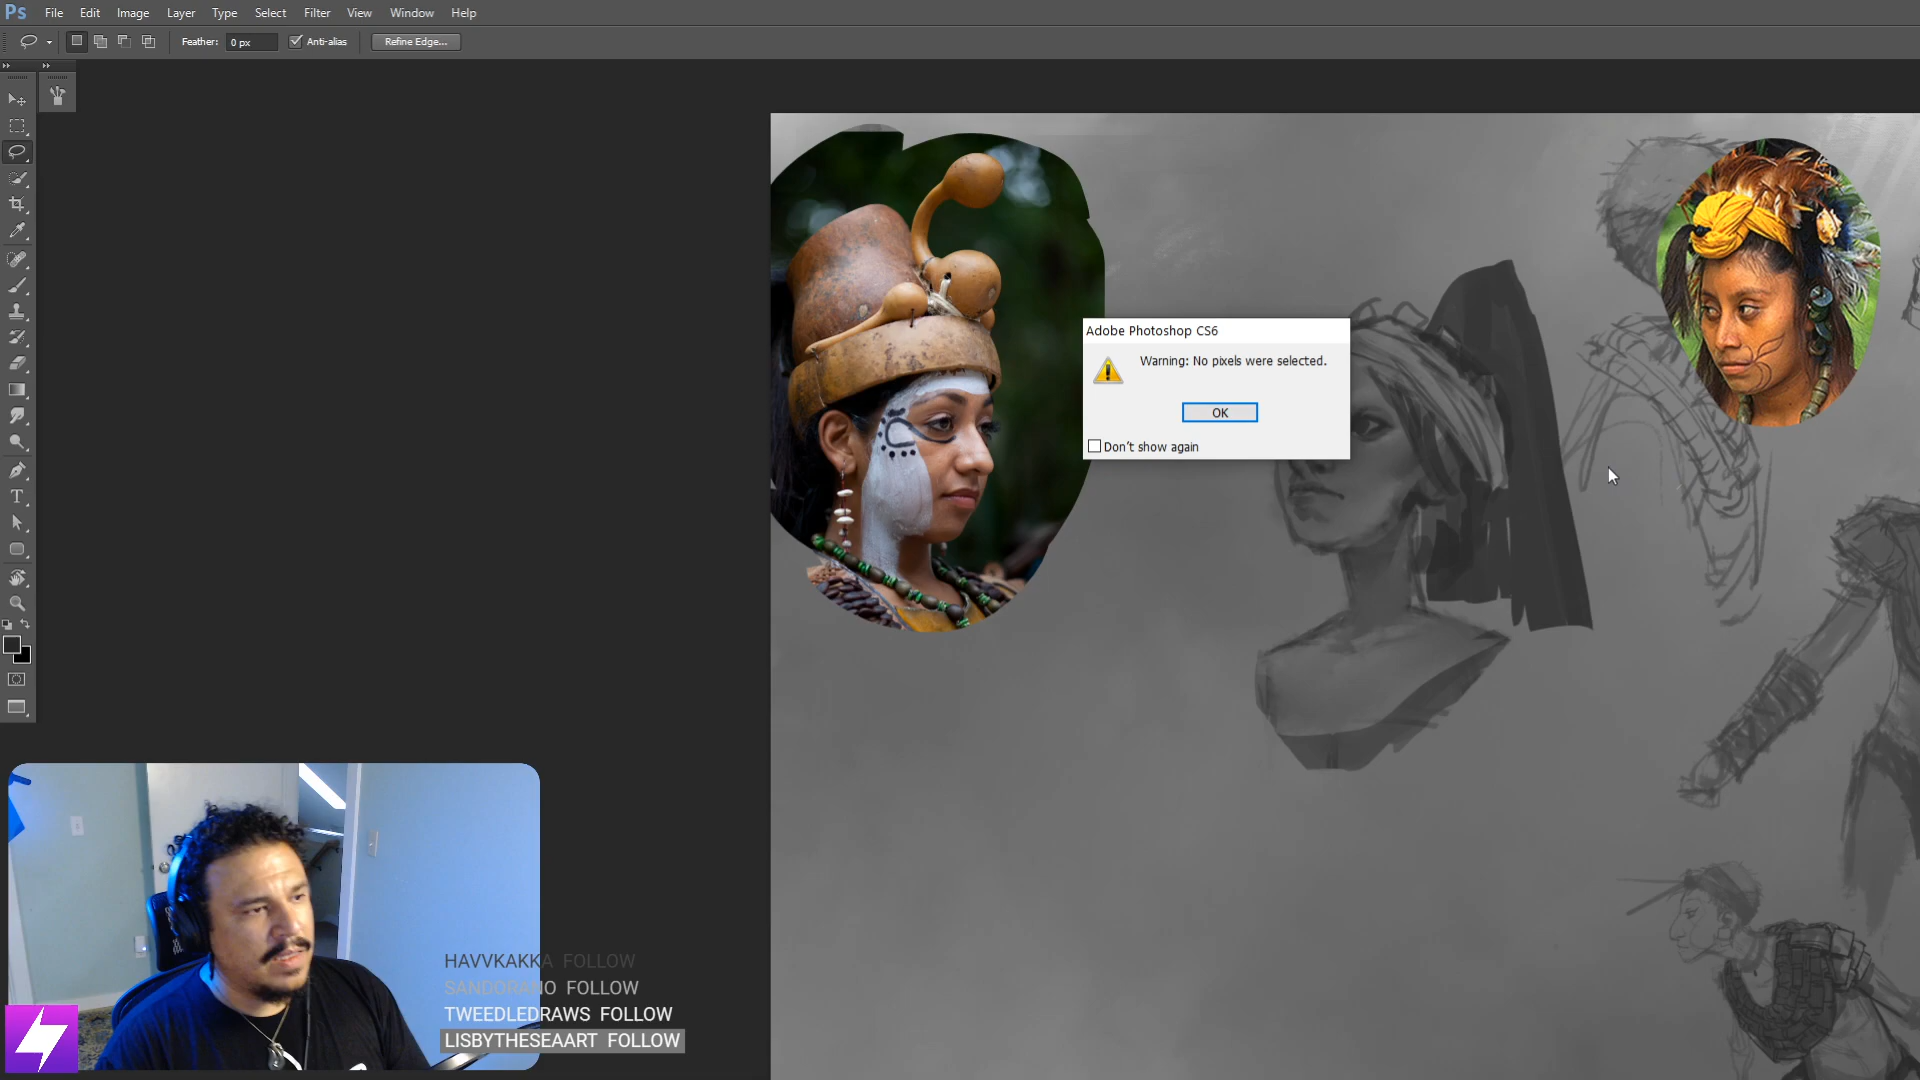 Ps File Edit Image Layer Type Select Filter View Window Help
Feather: 0 px Anti-alias Refine Edge...
Adobe Photoshop CS6
Warning: No pixels were selected.
OK
Don't show again
T
HAVVKAKKA FOLLOW
SANDORANO FOLLOW
TWEEDLEDRAWS FOLLOW
LISBYTHESEAART FOLLOW